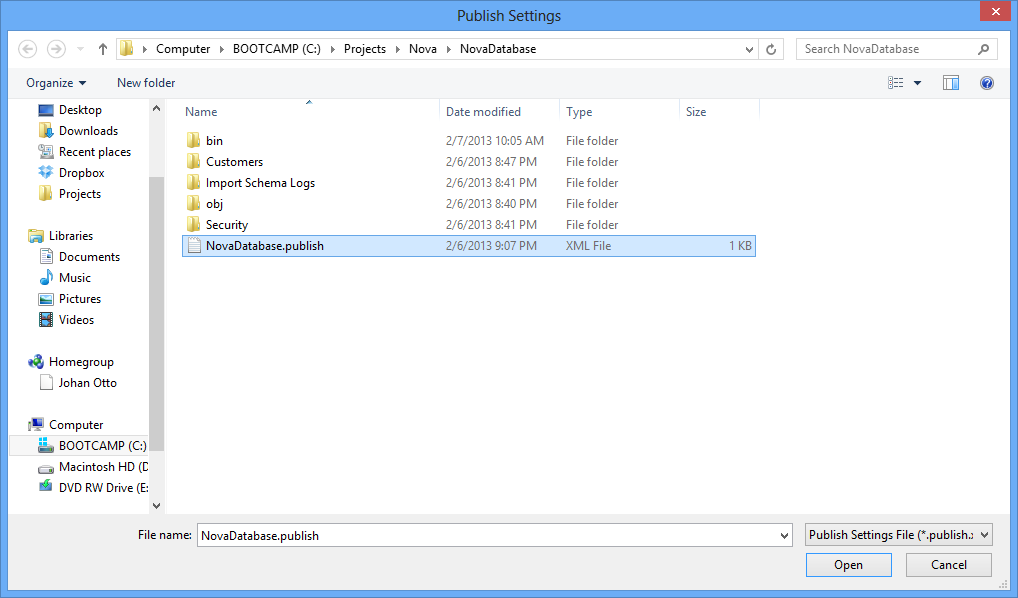 Publish Settings
Computer BOOTCAMP (C:) Projects Nova NovaDatabase
Search NovaDatabase
Organize New folder
Desktop
Downloads
Recent places
Dropbox
Projects
Libraries
Documents
Music
Pictures
Videos
Homegroup
Johan Otto
Computer
BOOTCAMP (C:)
Macintosh HD (D
DVD RW Drive (E:
Name Date modified Type Size
bin 2/7/2013 10:05 AM File folder
Customers 2/6/2013 8:47 PM File folder
Import Schema Logs 2/6/2013 8:41 PM File folder
obj 2/6/2013 8:40 PM File folder
Security 2/6/2013 8:41 PM File folder
NovaDatabase.publish 2/6/2013 9:07 PM XML File 1 KB
File name: NovaDatabase.publish Publish Settings File (*.publish.x
Open Cancel